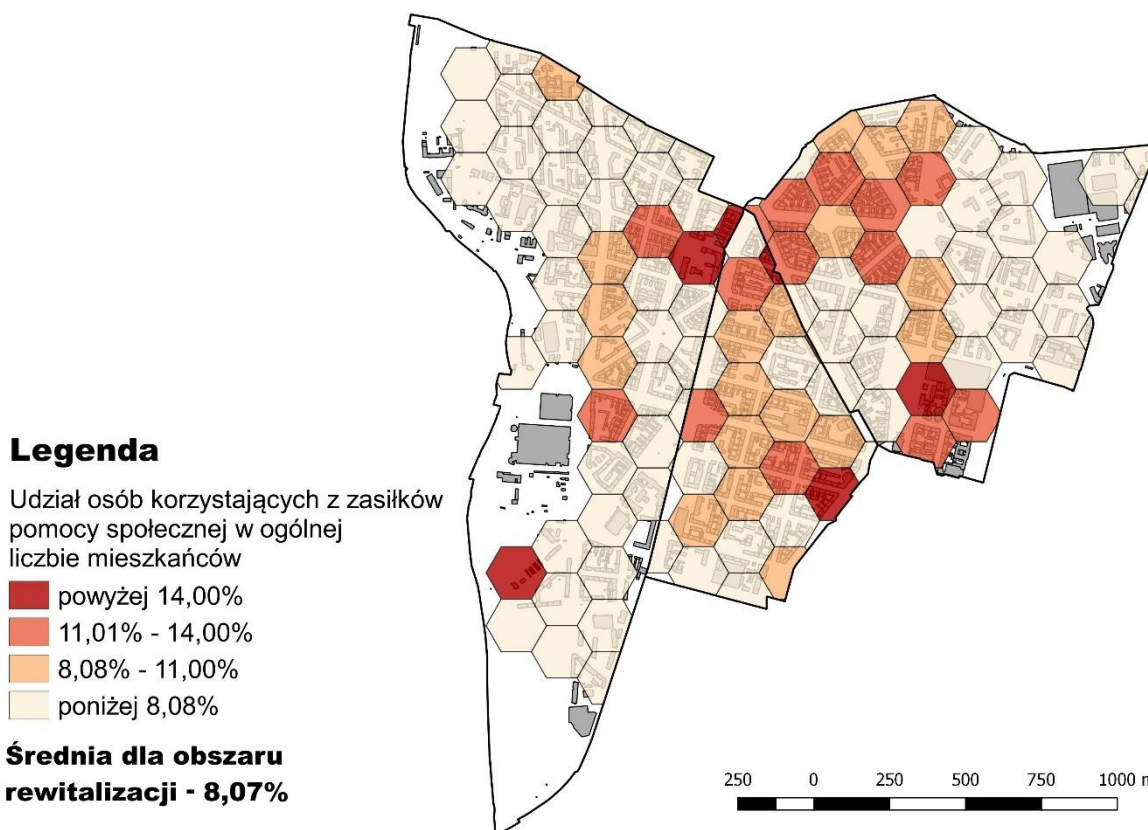 Legenda
Udział osób korzystających z zasiłków
pomocy społecznej w ogólnej
liczbie mieszkańców
powyżej 14,00%
11,01% - 14,00%
8,08% - 11,00%
poniżej 8,08%
Średnia dla obszaru
rewitalizacji - 8,07%
250 0 250 500 750 1000 m